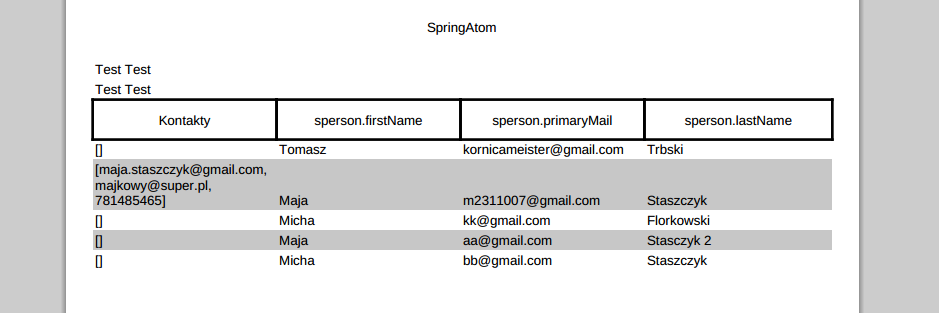 SpringAtom
Test Test
Test Test
Kontakty sperson.firstName sperson.primaryMail sperson.lastName
[] Tomasz kornicameister@gmail.com Trbski
[maja.staszczyk@gmail.com,
majkowy@super.pl,
781485465] Maja m2311007@gmail.com Staszczyk
[] Micha kk@gmail.com Florkowski
[] Maja aa@gmail.com Stasczyk 2
[] Micha bb@gmail.com Staszczyk